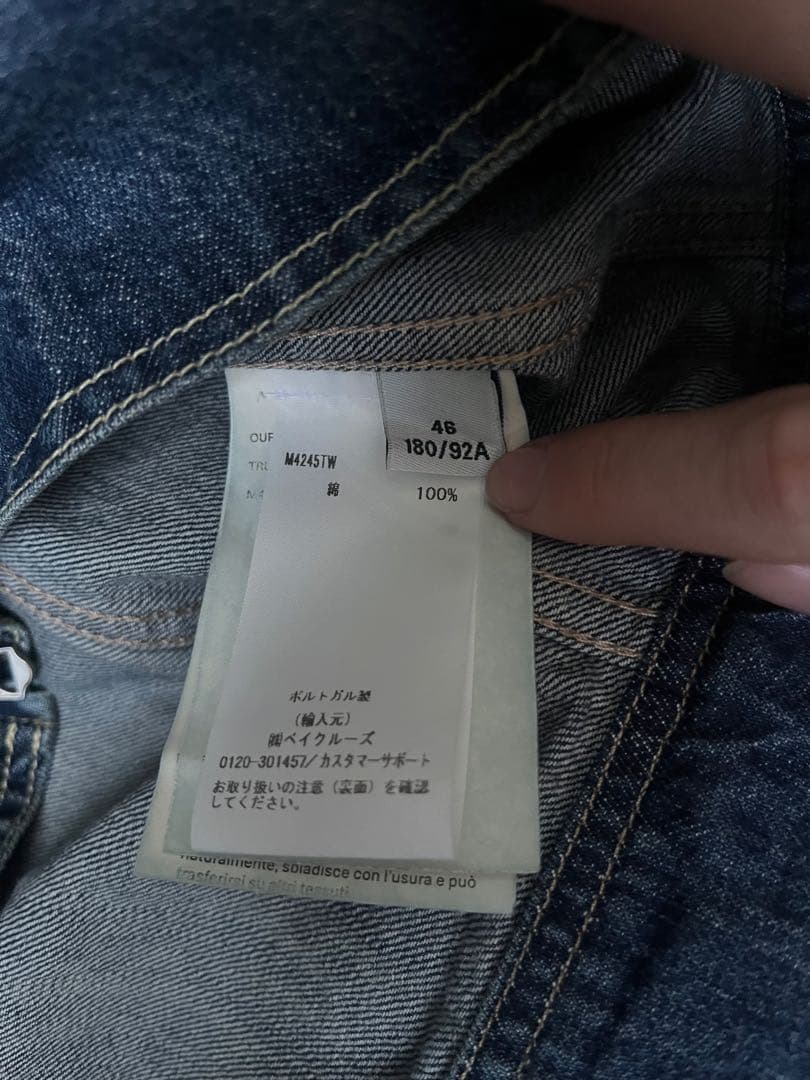 46
180/92A
OUR
TRU
M4245TW
綿 100%
ポルトガル製
(輸入元)
㈱ベイクルーズ
0120-301457/カスタマーサポート
お取り扱いの注意(裏面)を確認
してください。
naturalmente, sbiadisce con l'usura e può
trasferirsi su altri tessuti